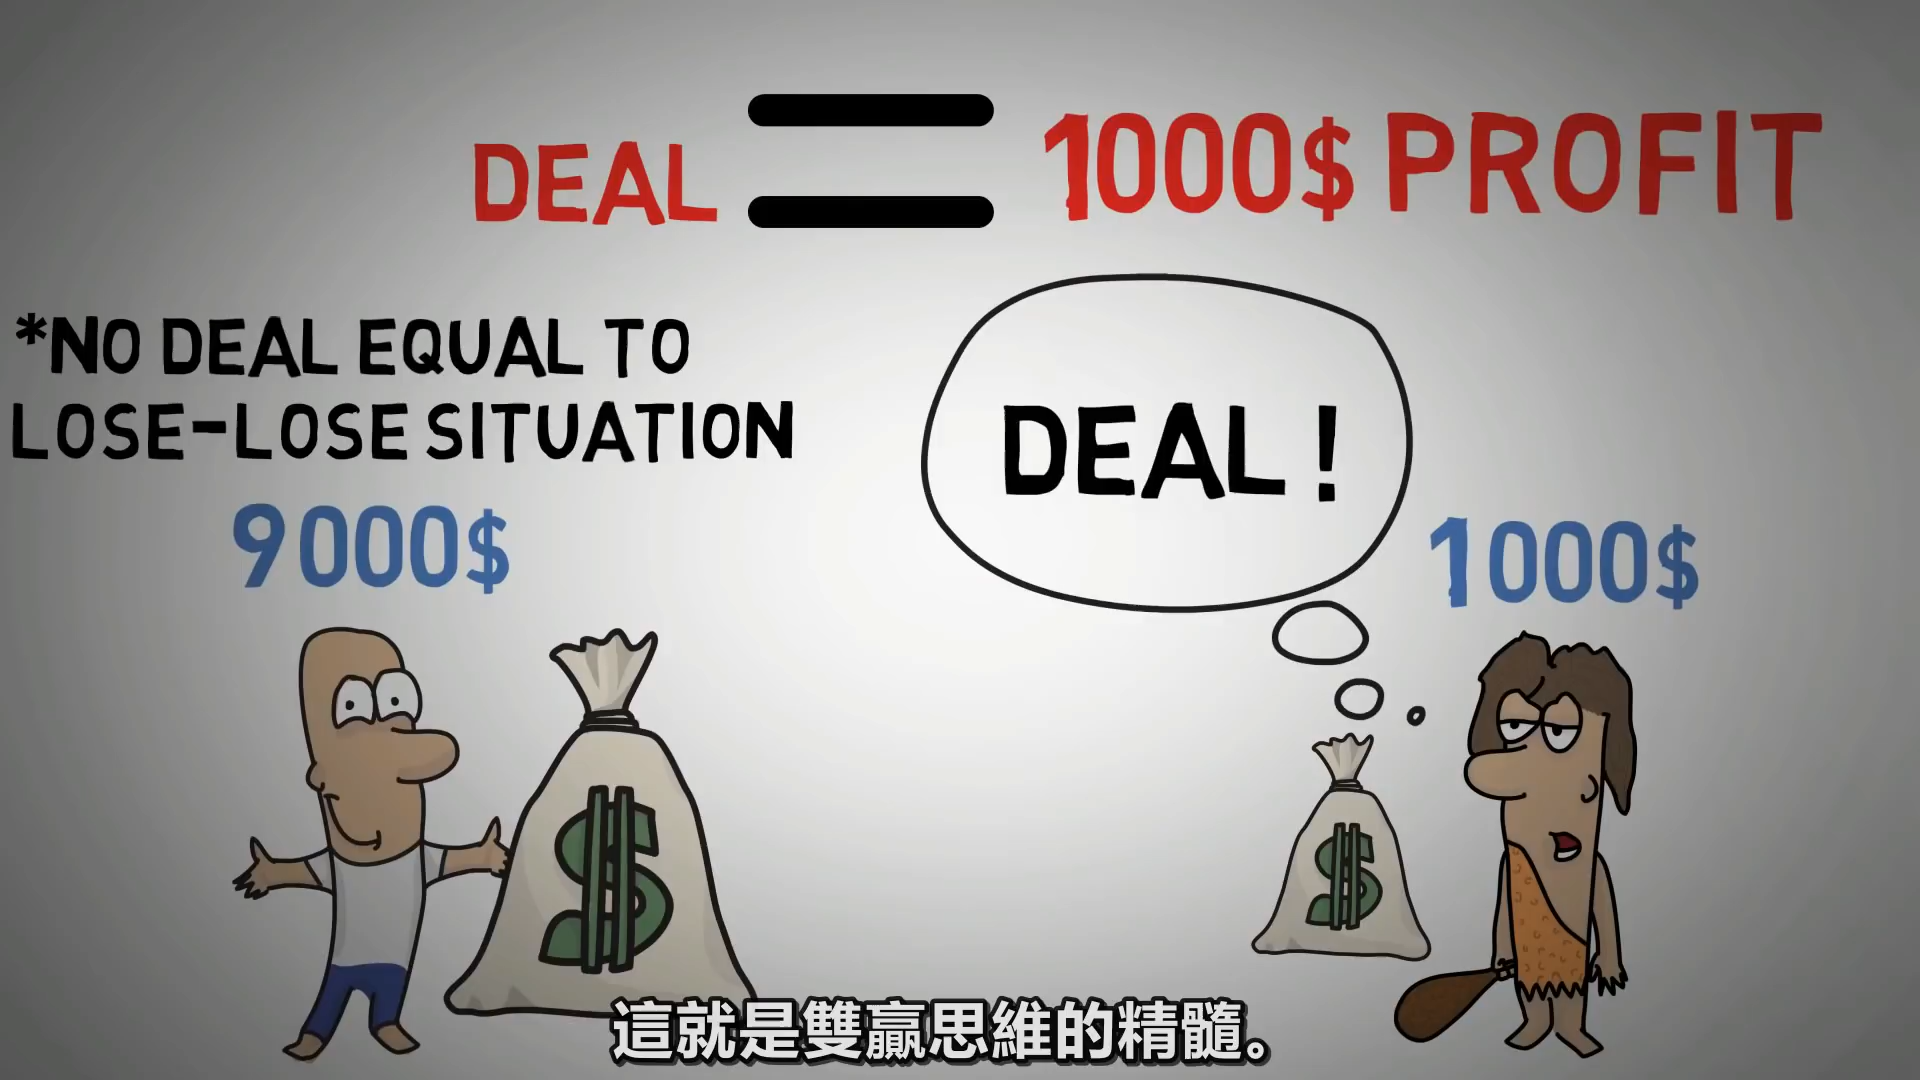 DEAL = 1000$ PROFIT
*NO DEAL EQUAL TO
LOSE-LOSE SITUATION
DEAL!
9000$
1000$
$
$
這就是雙贏思維的精髓。